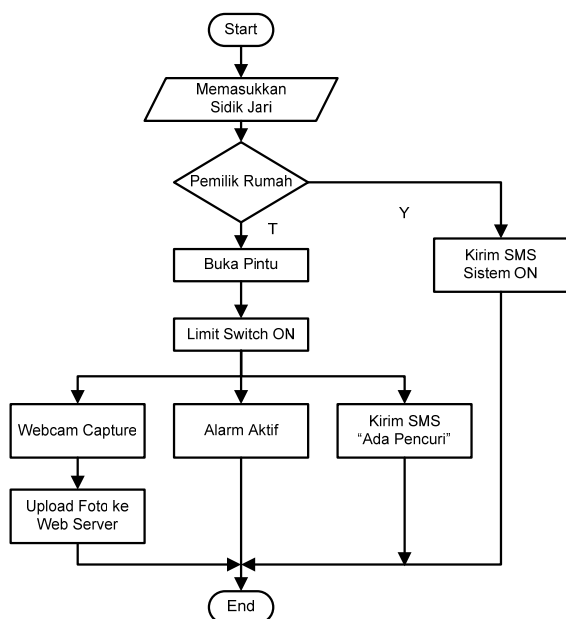 Start
Memasukkan
Sidik Jari
Pemilik Rumah
Y
T
Buka Pintu
Kirim SMS
Sistem ON
Limit Switch ON
Webcam Capture
Alarm Aktif
Kirim SMS
“Ada Pencuri”
Upload Foto ke
Web Server
End